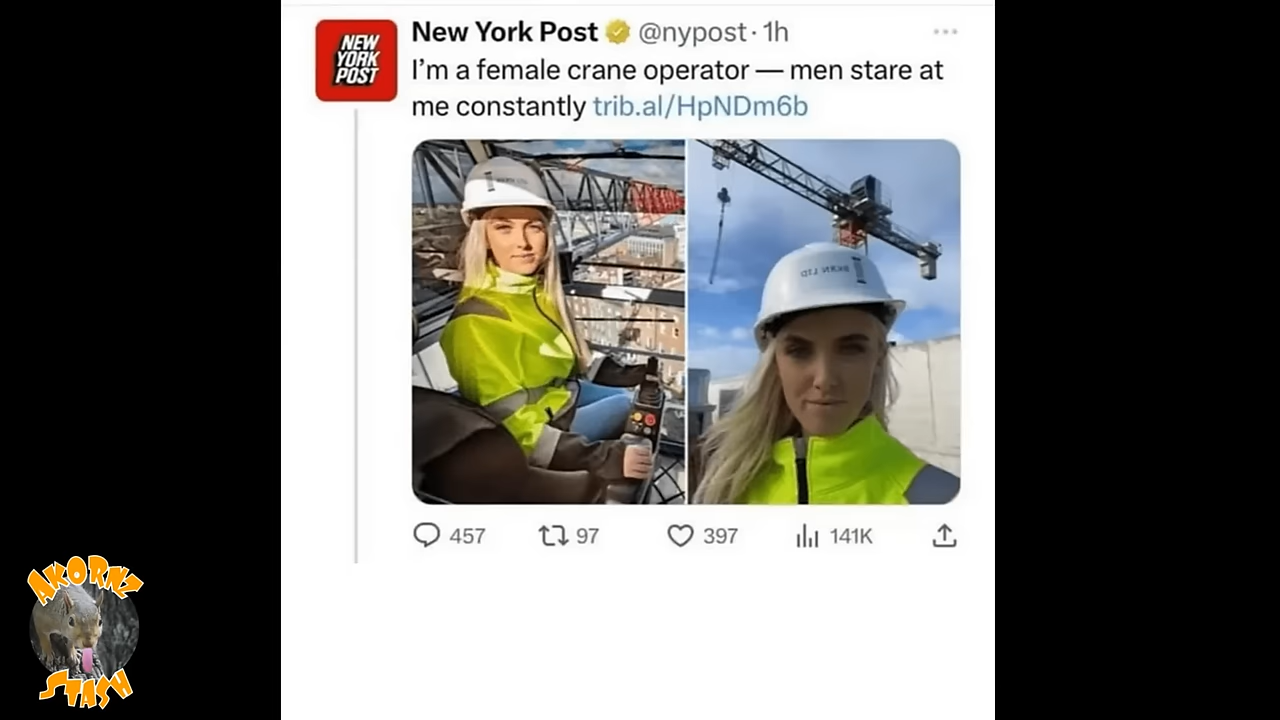 New York Post @nypost · 1h
NEW
YORK
POST
I'm a female crane operator — men stare at
me constantly trib.al/HpNDm6b
457 97 397 141K
AKORNZ
STASH